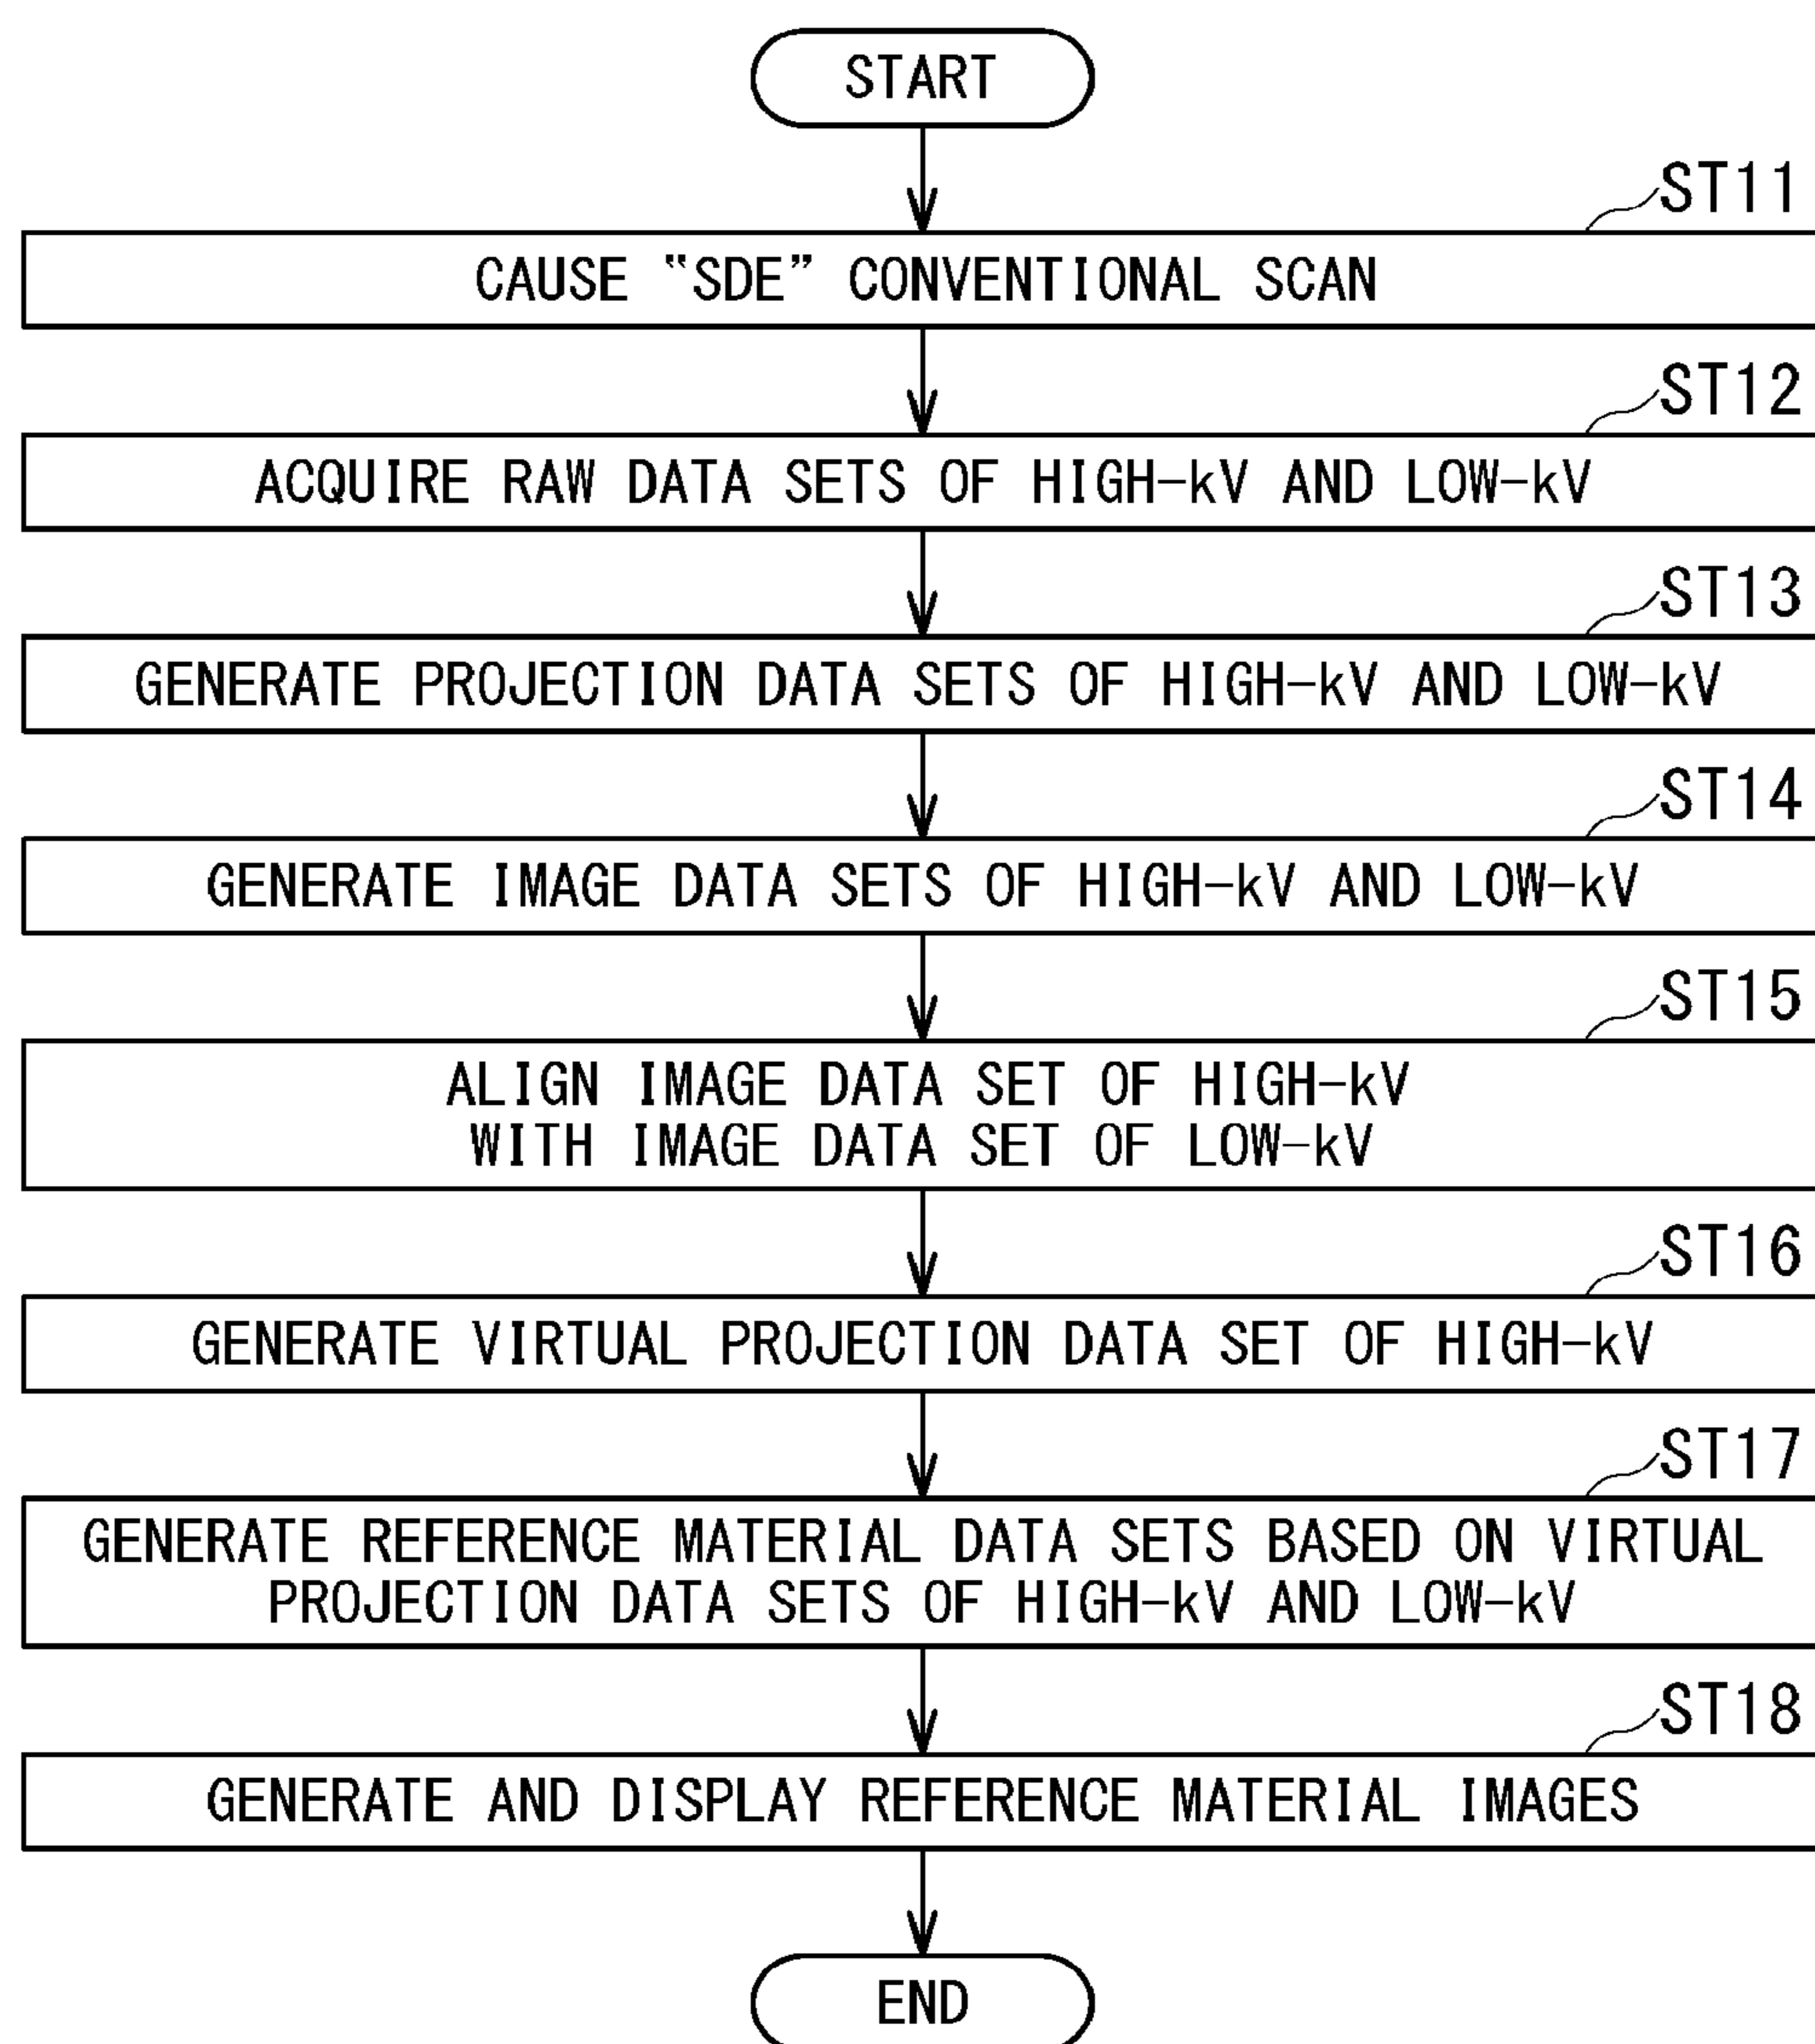 START
ST11
CAUSE “SDE” CONVENTIONAL SCAN
ST12
ACQUIRE RAW DATA SETS OF HIGH-kV AND LOW-kV
ST13
GENERATE PROJECTION DATA SETS OF HIGH-kV AND LOW-kV
ST14
GENERATE IMAGE DATA SETS OF HIGH-kV AND LOW-kV
ST15
ALIGN IMAGE DATA SET OF HIGH-kV
WITH IMAGE DATA SET OF LOW-kV
ST16
GENERATE VIRTUAL PROJECTION DATA SET OF HIGH-kV
ST17
GENERATE REFERENCE MATERIAL DATA SETS BASED ON VIRTUAL
PROJECTION DATA SETS OF HIGH-kV AND LOW-kV
ST18
GENERATE AND DISPLAY REFERENCE MATERIAL IMAGES
END